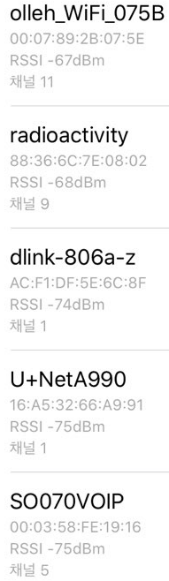 olleh_WiFi_075B
00:07:89:2B:07:5E
RSSI -67dBm
채널 11
radioactivity
88:36:6C:7E:08:02
RSSI -68dBm
채널 9
dlink-806a-z
AC:F1:DF:5E:6C:8F
RSSI -74dBm
채널 1
U+NetA990
16:A5:32:66:A9:91
RSSI -75dBm
채널 1
SO070VOIP
00:03:58:FE:19:16
RSSI -75dBm
채널 5